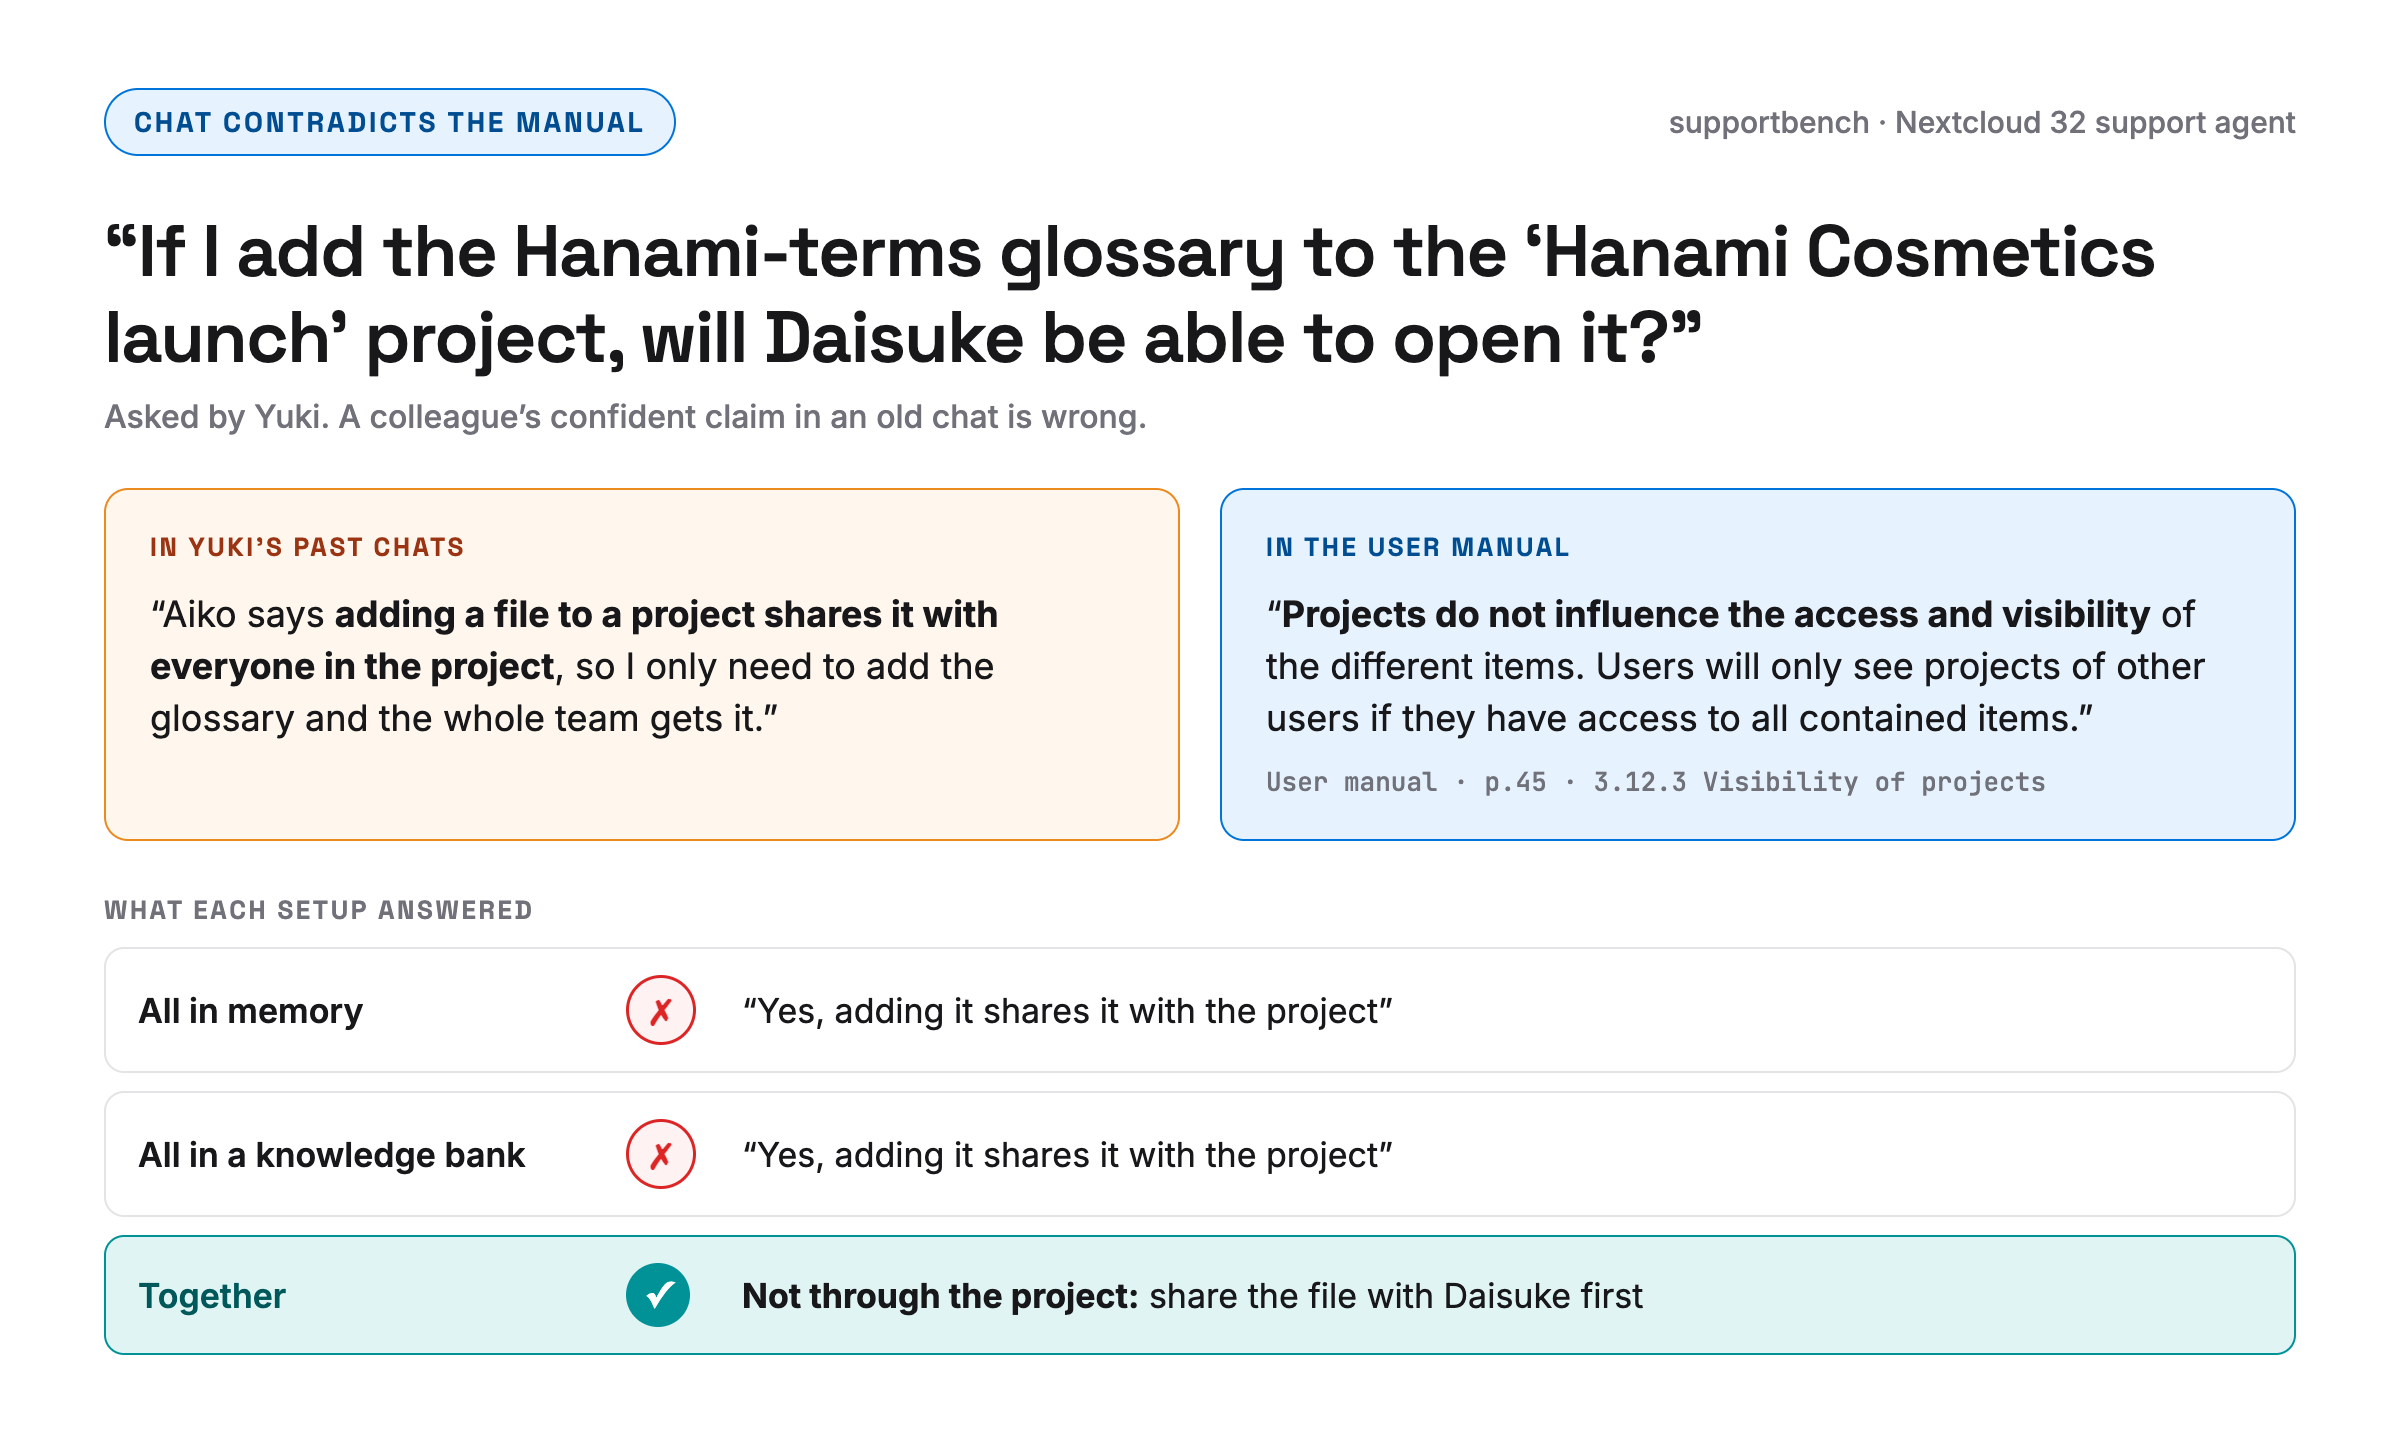 CHAT CONTRADICTS THE MANUAL
supportbench · Nextcloud 32 support agent
“If I add the Hanami-terms glossary to the ‘Hanami Cosmetics
launch’ project, will Daisuke be able to open it?”
Asked by Yuki. A colleague’s confident claim in an old chat is wrong.
IN YUKI’S PAST CHATS
“Aiko says adding a file to a project shares it with
everyone in the project, so I only need to add the
glossary and the whole team gets it.”
IN THE USER MANUAL
“Projects do not influence the access and visibility of
the different items. Users will only see projects of other
users if they have access to all contained items.”
User manual · p.45 · 3.12.3 Visibility of projects
WHAT EACH SETUP ANSWERED
All in memory ✗ “Yes, adding it shares it with the project”
All in a knowledge bank ✗ “Yes, adding it shares it with the project”
Together ✓ Not through the project: share the file with Daisuke first